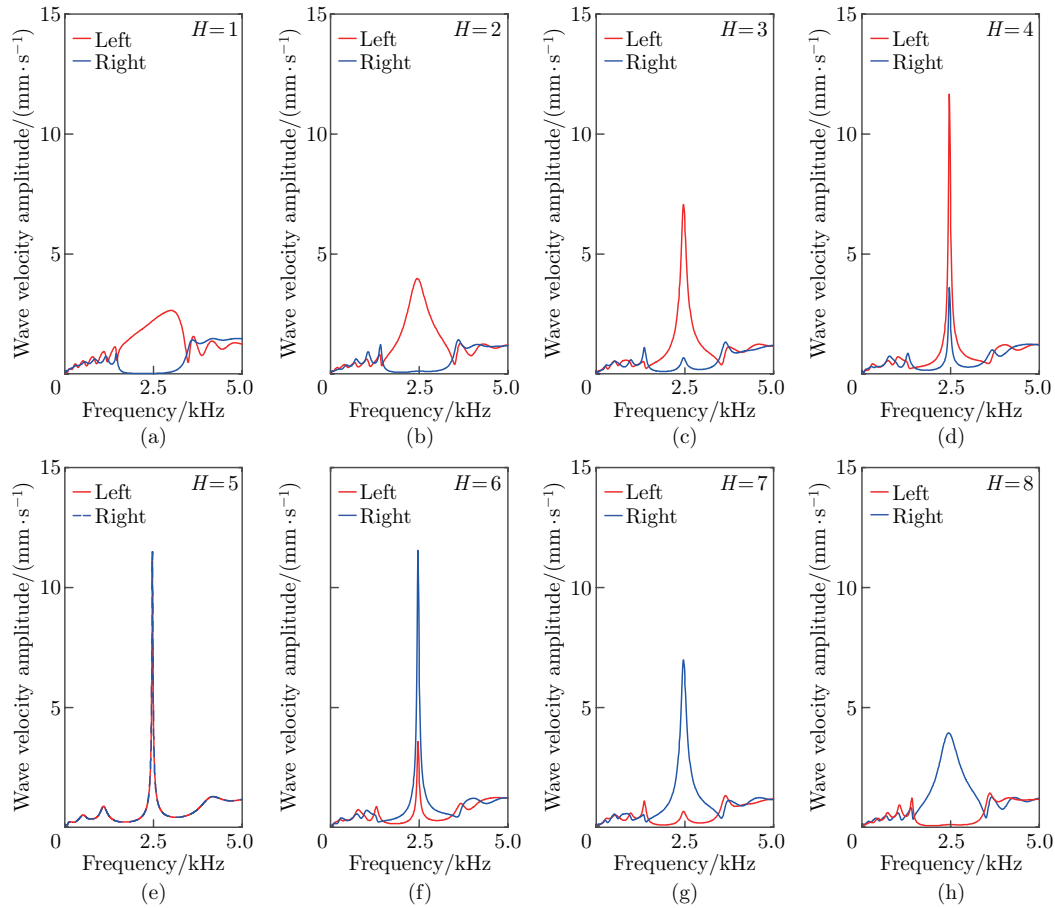 15
H=1
Left
Right
10
5
Wave velocity amplitude/(mm·s⁻¹)
0
2.5
5.0
Frequency/kHz
(a)
15
H=2
Left
Right
10
5
Wave velocity amplitude/(mm·s⁻¹)
0
2.5
5.0
Frequency/kHz
(b)
15
H=3
Left
Right
10
5
Wave velocity amplitude/(mm·s⁻¹)
0
2.5
5.0
Frequency/kHz
(c)
15
H=4
Left
Right
10
5
Wave velocity amplitude/(mm·s⁻¹)
0
2.5
5.0
Frequency/kHz
(d)
15
H=5
Left
Right
10
5
Wave velocity amplitude/(mm·s⁻¹)
0
2.5
5.0
Frequency/kHz
(e)
15
H=6
Left
Right
10
5
Wave velocity amplitude/(mm·s⁻¹)
0
2.5
5.0
Frequency/kHz
(f)
15
H=7
Left
Right
10
5
Wave velocity amplitude/(mm·s⁻¹)
0
2.5
5.0
Frequency/kHz
(g)
15
H=8
Left
Right
10
5
Wave velocity amplitude/(mm·s⁻¹)
0
2.5
5.0
Frequency/kHz
(h)